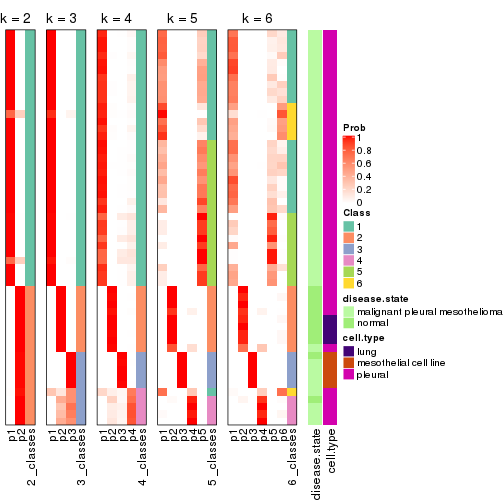 k = 2 k = 3 k = 4 k = 5 k = 6
Prob
1
0.8
0.6
0.4
0.2
0
Class
1
2
3
4
5
6
disease.state
malignant pleural mesothelioma
normal
cell.type
lung
mesothelial cell line
pleural
p1 p2 2_classes p1 p2 p3 3_classes p1 p2 p3 p4 4_classes p1 p2 p3 p4 p5 5_classes p1 p2 p3 p4 p5 p6 6_classes disease.state cell.type